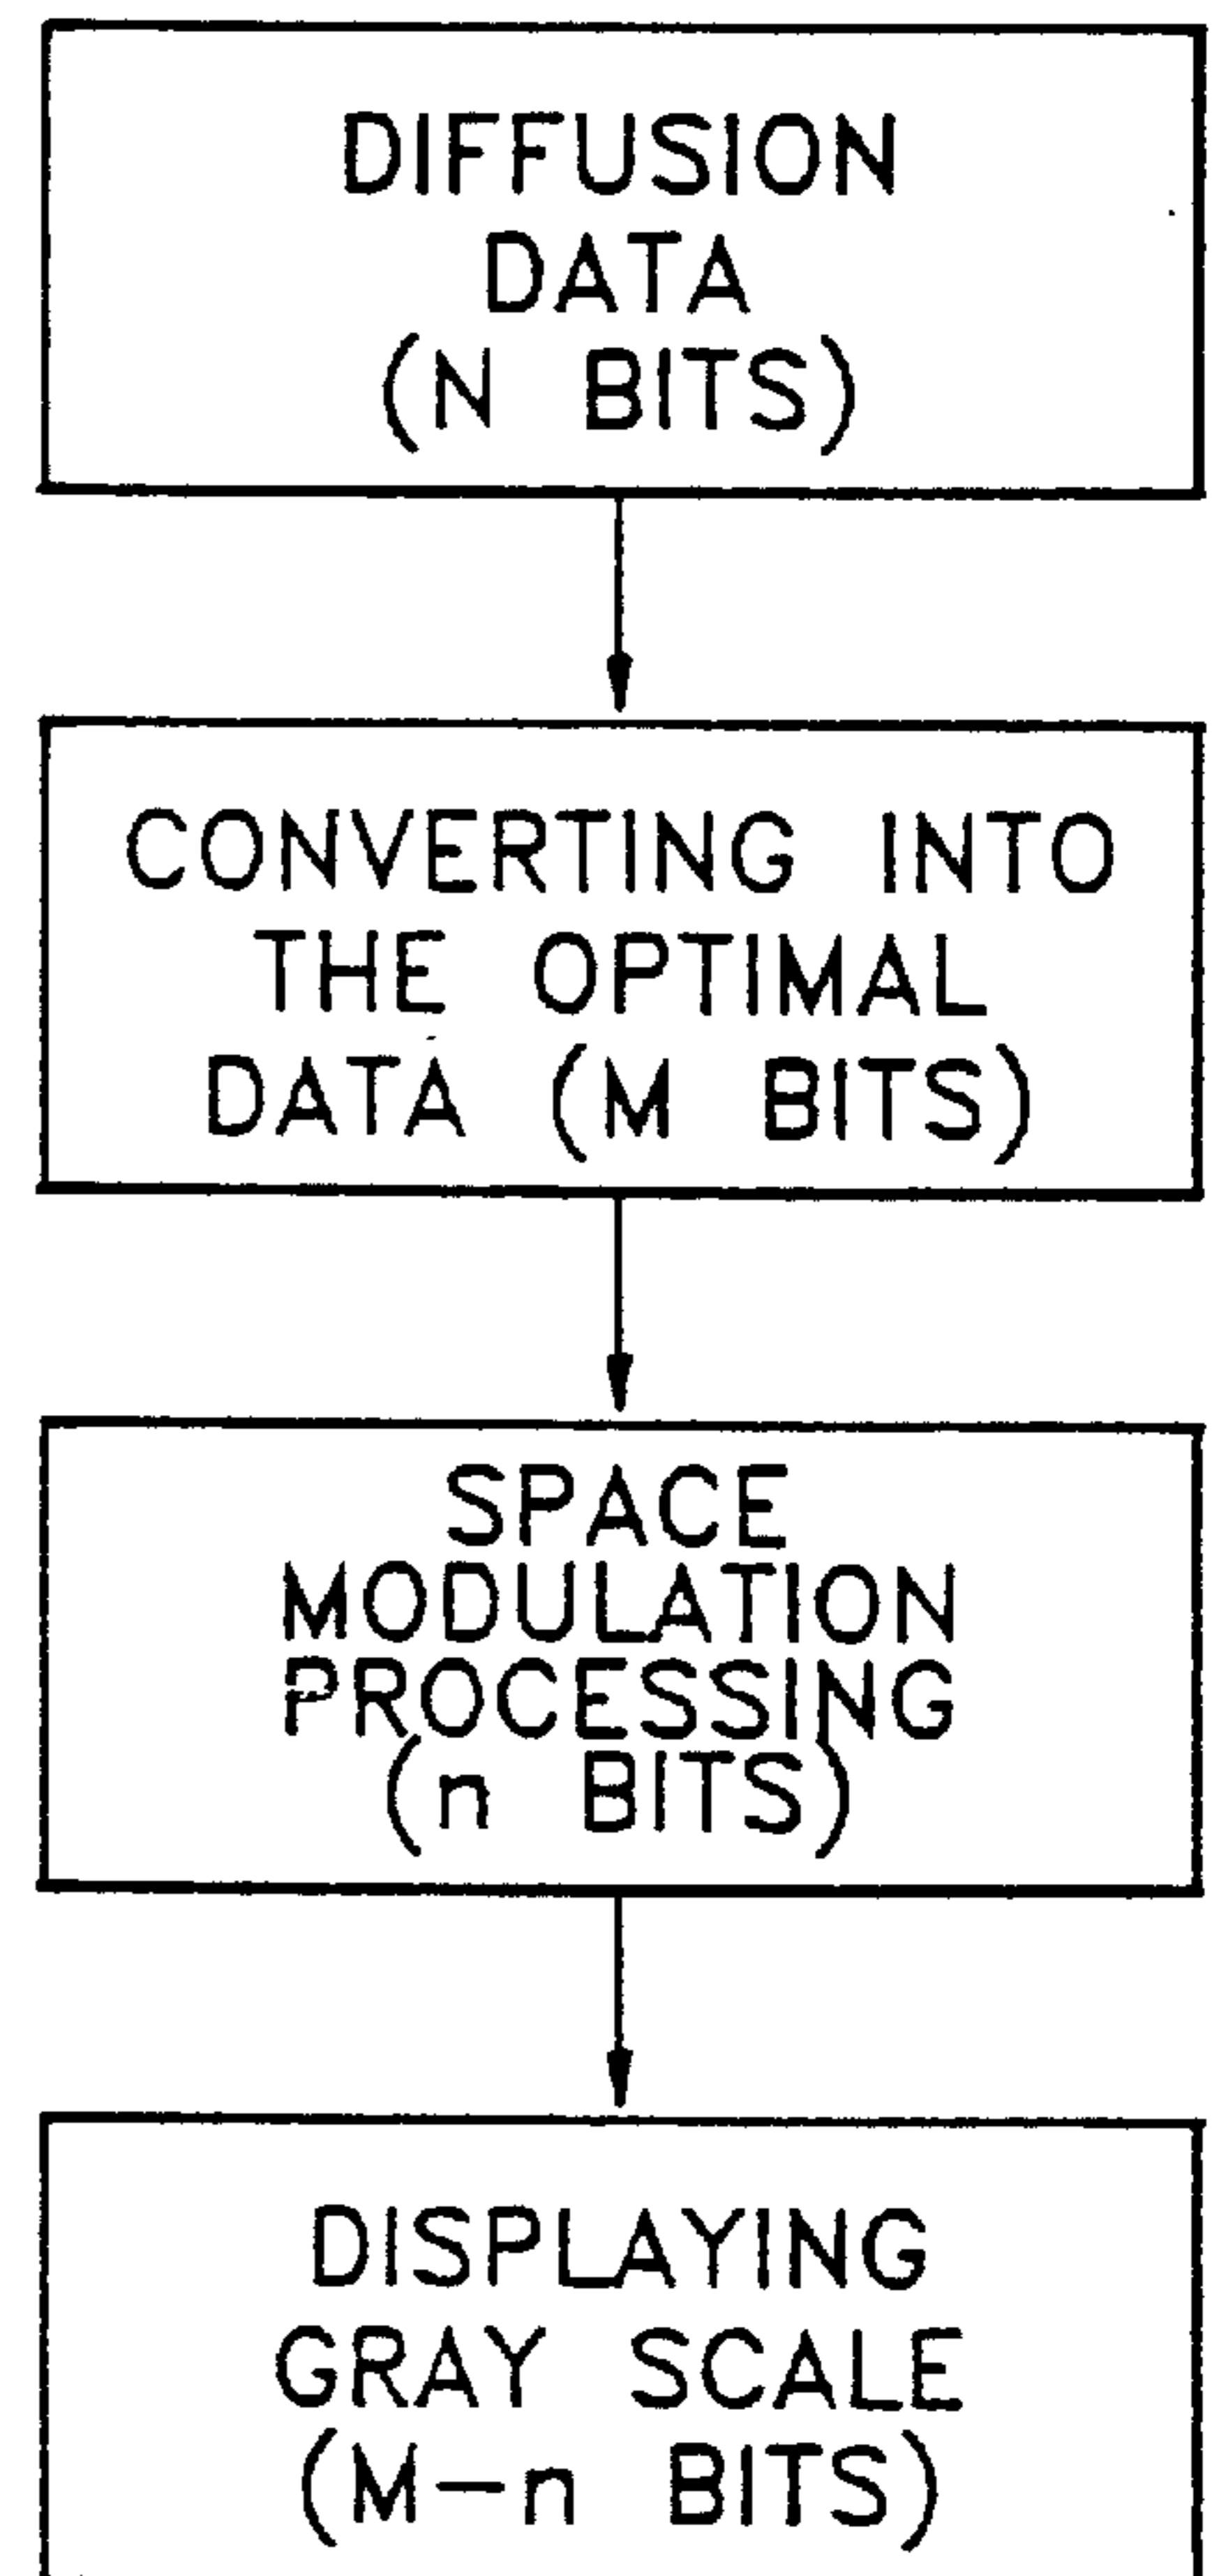 DIFFUSION
DATA
(N BITS)
CONVERTING INTO
THE OPTIMAL
DATA (M BITS)
SPACE
MODULATION
PROCESSING
(n BITS)
DISPLAYING
GRAY SCALE
(M-n BITS)